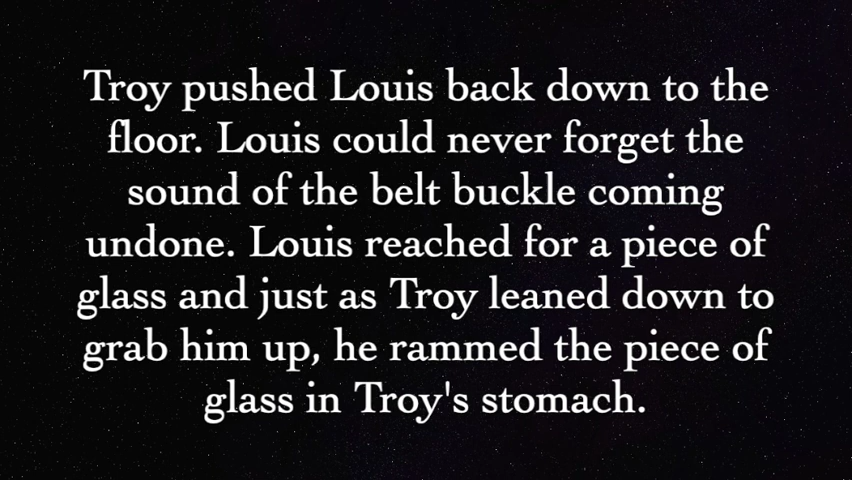 Troy pushed Louis back down to the
floor. Louis could never forget the
sound of the belt buckle coming
undone. Louis reached for a piece of
glass and just as Troy leaned down to
grab him up, he rammed the piece of
glass in Troy's stomach.